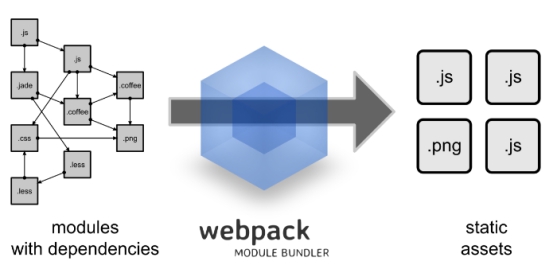 .js
.js
.jade
.coffee
.coffee
.css
.png
.less
.less
modules
with dependencies
webpack
MODULE BUNDLER
.js
.js
.png
.js
static
assets